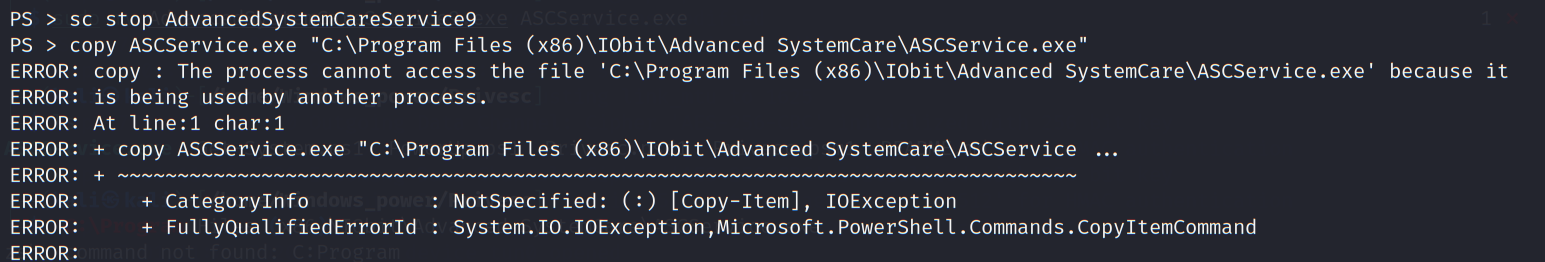 PS > sc stop AdvancedSystemCareService9
PS > copy ASCService.exe "C:\Program Files (x86)\IObit\Advanced SystemCare\ASCService.exe"
ERROR: copy : The process cannot access the file 'C:\Program Files (x86)\IObit\Advanced SystemCare\ASCService.exe' because it
ERROR: is being used by another process.
ERROR: At line:1 char:1
ERROR: + copy ASCService.exe "C:\Program Files (x86)\IObit\Advanced SystemCare\ASCService ...
ERROR: + ~~~~~~~~~~~~~~~~~~~~~~~~~~~~~~~~~~~~~~~~~~~~~~~~~~~~~~~~~~~~~~~~~~~~~~~~~~~~~~~~~
ERROR:     + CategoryInfo          : NotSpecified: (:) [Copy-Item], IOException
ERROR:     + FullyQualifiedErrorId : System.IO.IOException,Microsoft.PowerShell.Commands.CopyItemCommand
ERROR: